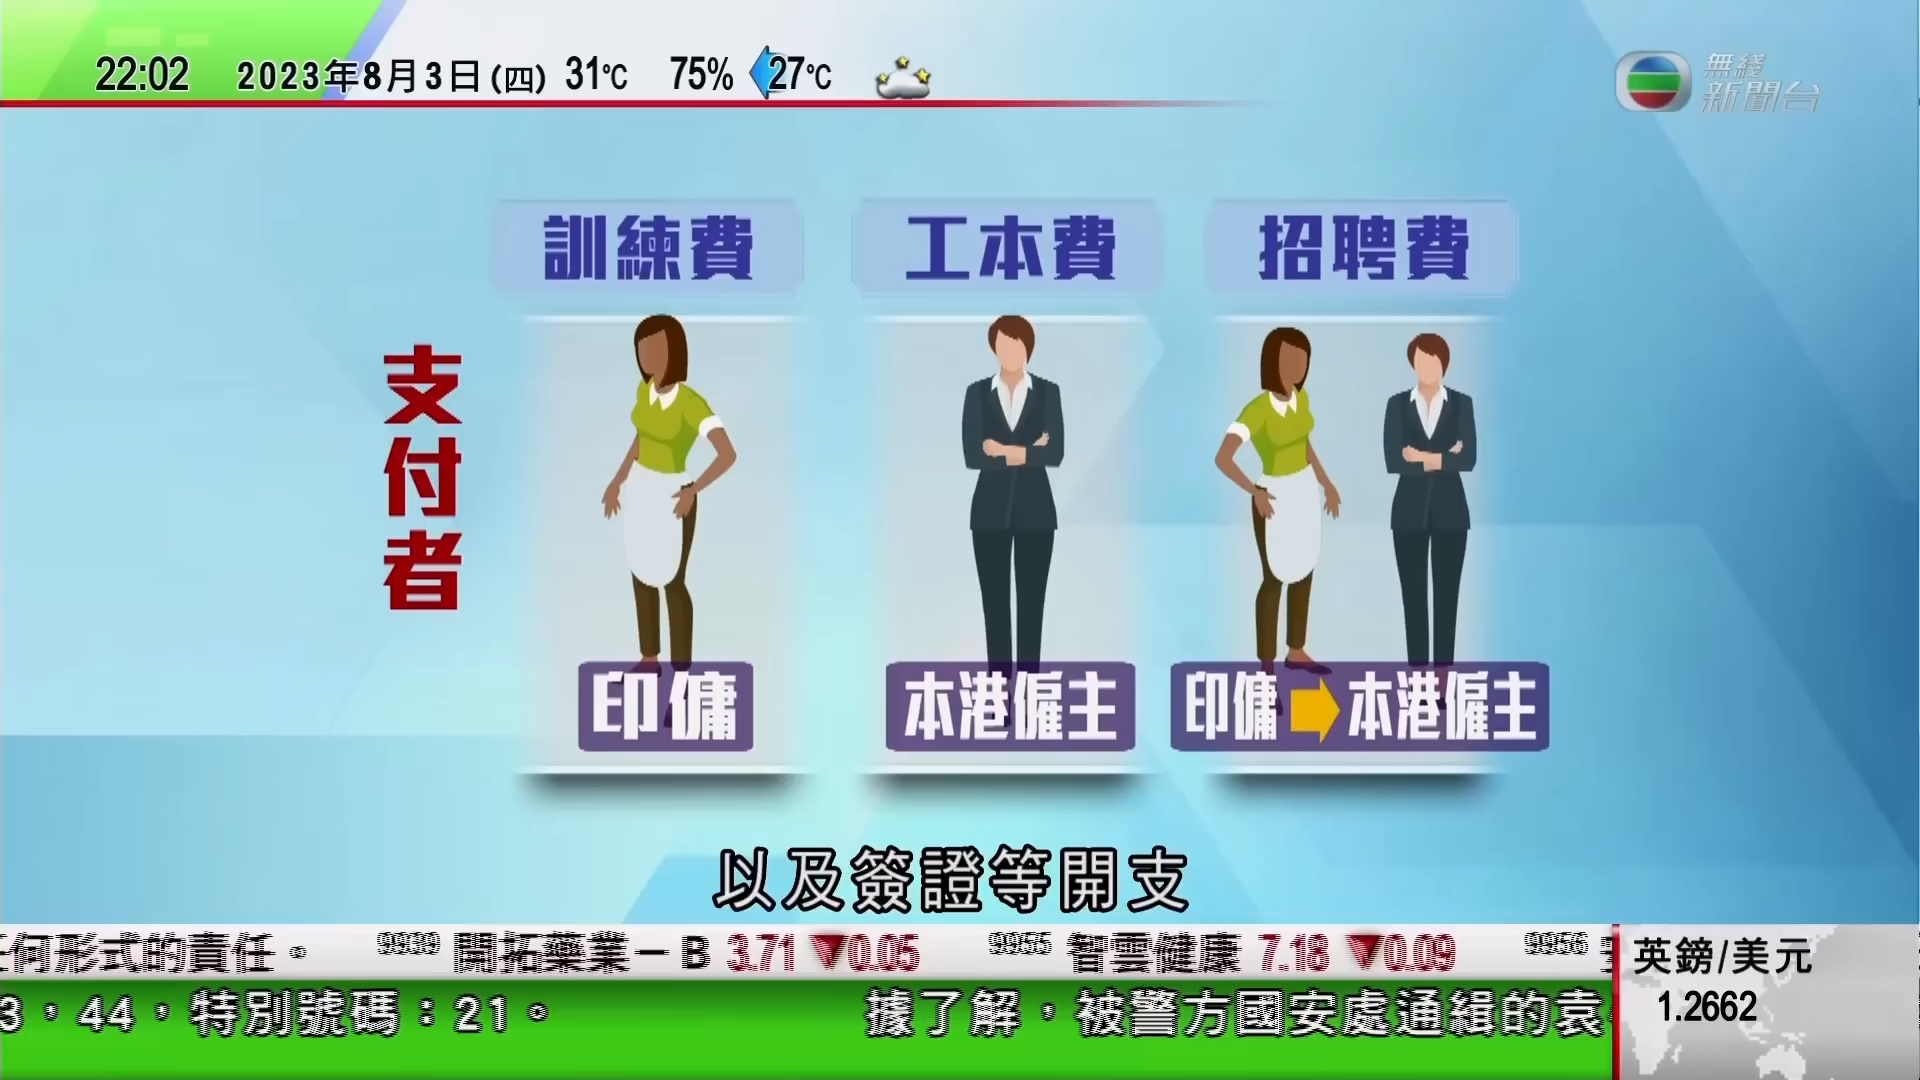 22:02 2023年8月3日(四) 31℃ 75% 27℃
無綫
新聞台
訓練費 工本費 招聘費
支付者
印傭 本港僱主 印傭 本港僱主
以及簽證等開支
任何形式的責任。 9969 開拓藥業－B 3.71 ▼0.05 9955 智雲健康 7.18 ▼0.09 9956
英鎊/美元
1.2662
3，44，特別號碼：21。 據了解，被警方國安處通緝的袁